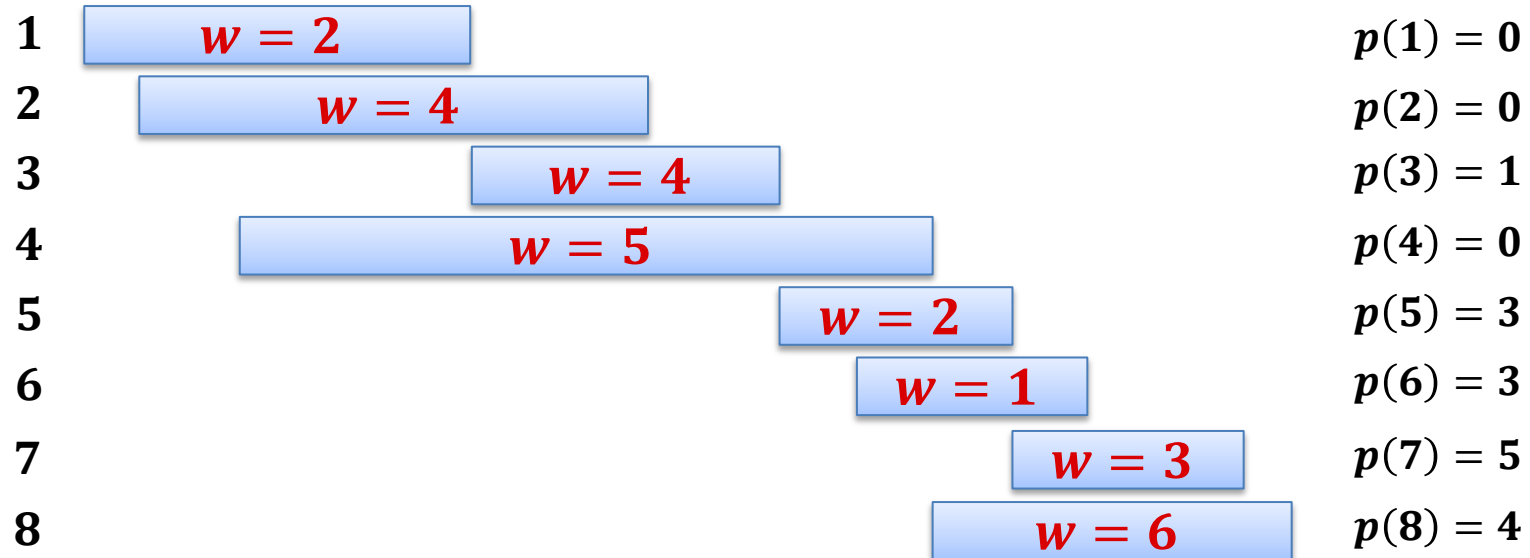 1 w = 2 p(1) = 0
2 w = 4 p(2) = 0
3 w = 4 p(3) = 1
4 w = 5 p(4) = 0
5 w = 2 p(5) = 3
6 w = 1 p(6) = 3
7 w = 3 p(7) = 5
8 w = 6 p(8) = 4